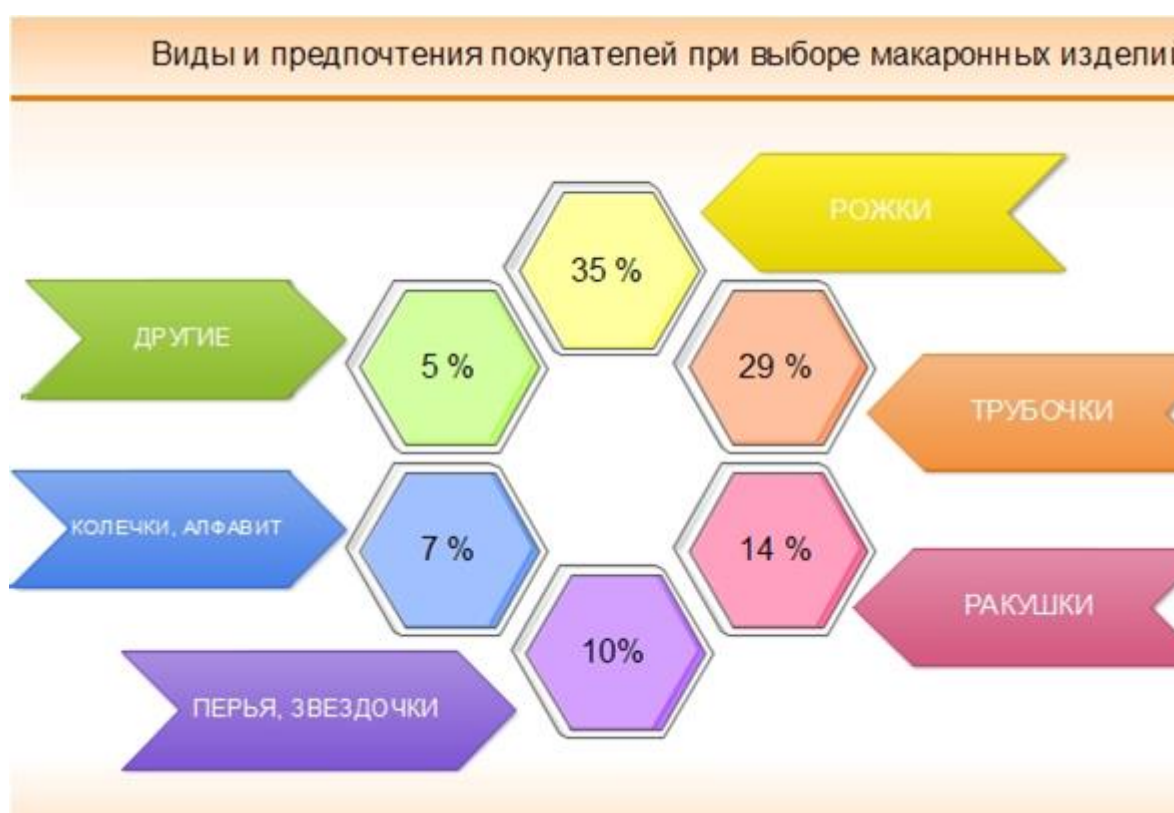 Виды и предпочтения покупателей при выборе макаронных издели
РОЖКИ
35 %
ДРУГИЕ
5 %
29 %
ТРУБОЧКИ
КОЛЕЧКИ, АЛФАВИТ
7 %
14 %
РАКУШКИ
10%
ПЕРЬЯ, ЗВЕЗДОЧКИ